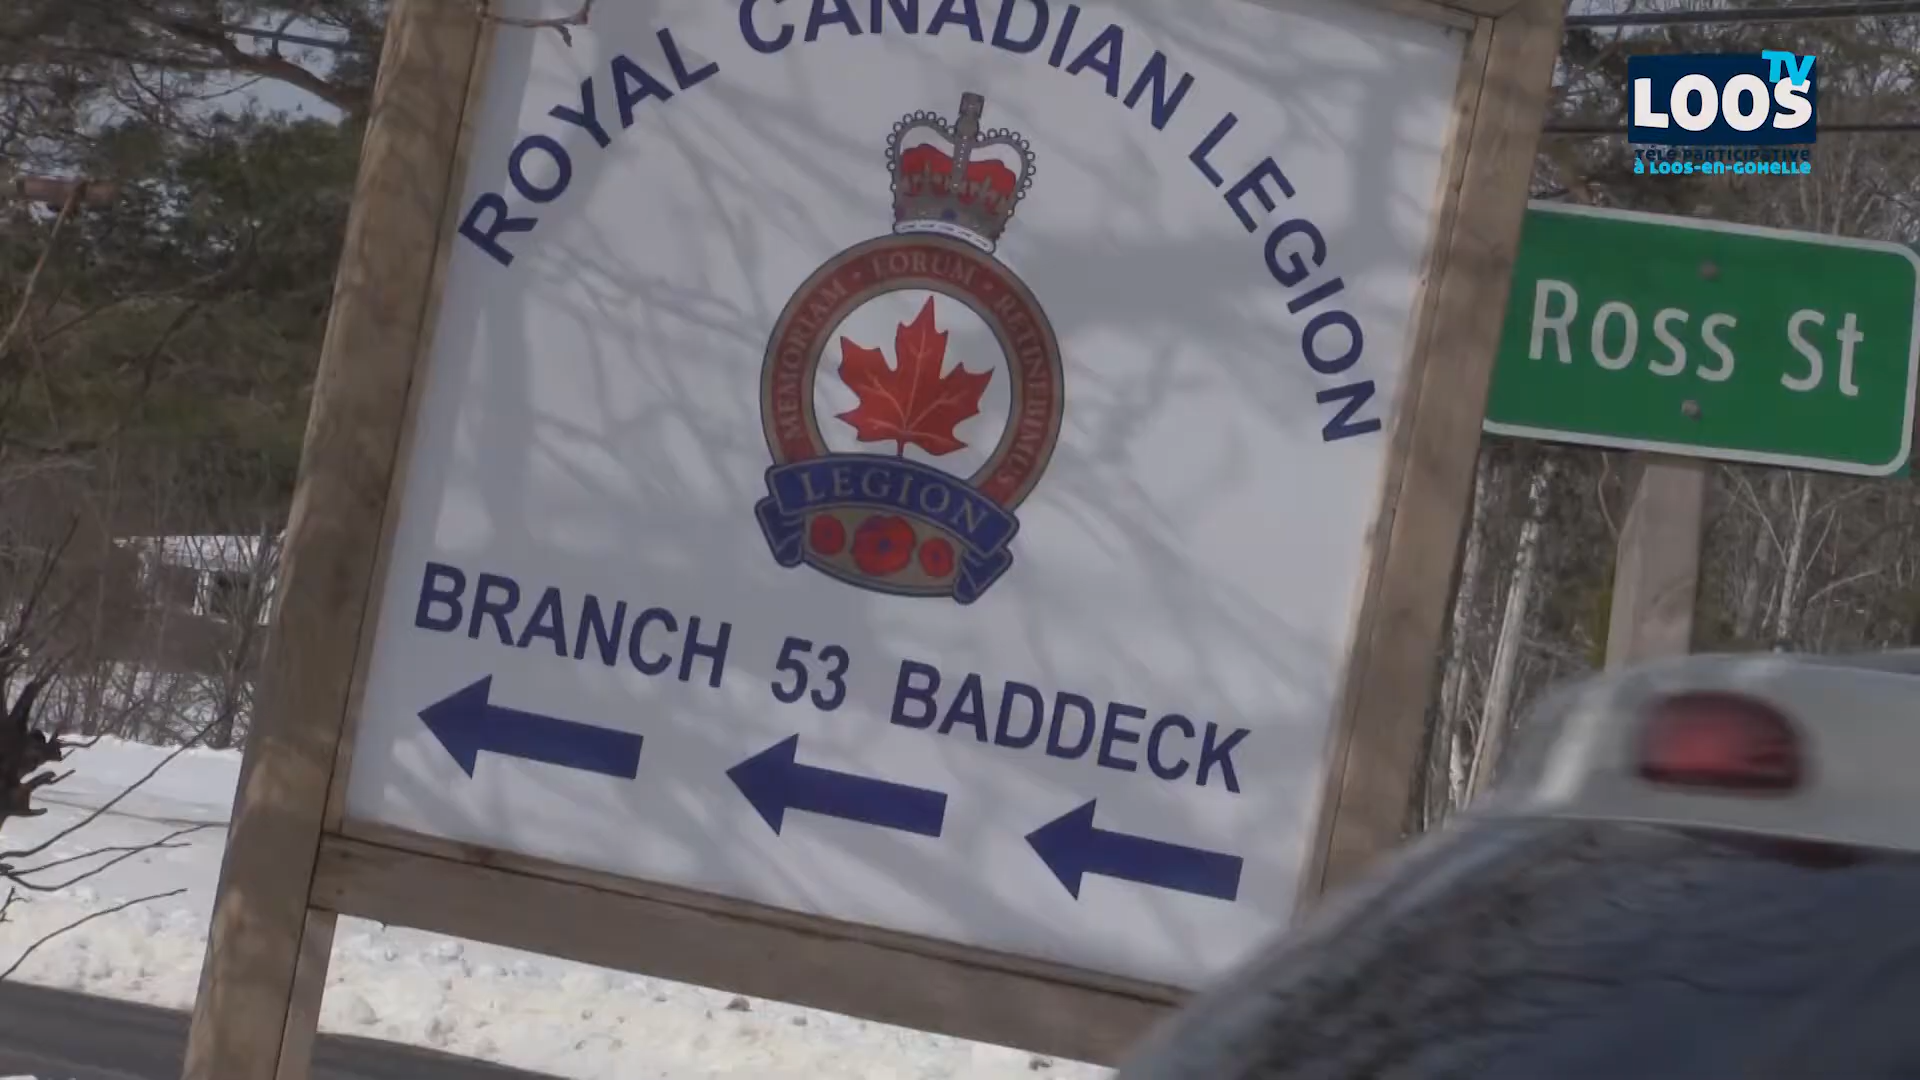 ROYAL CANADIAN LEGION
MEMORIAM · EORUM · RETINEBIMUS
LEGION
BRANCH 53 BADDECK
Ross St
LOOS TV
TÉLÉ PARTICIPATIVE
à LOOS-en-GOHELLE